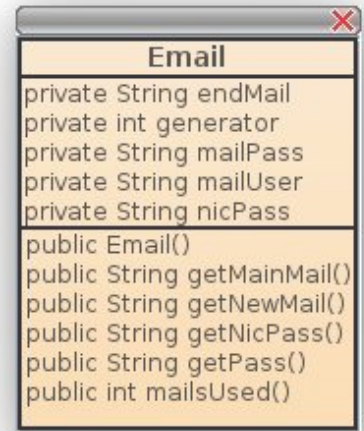 Email
private String endMail
private int generator
private String mailPass
private String mailUser
private String nicPass
public Email()
public String getMainMail()
public String getNewMail()
public String getNicPass()
public String getPass()
public int mailsUsed()